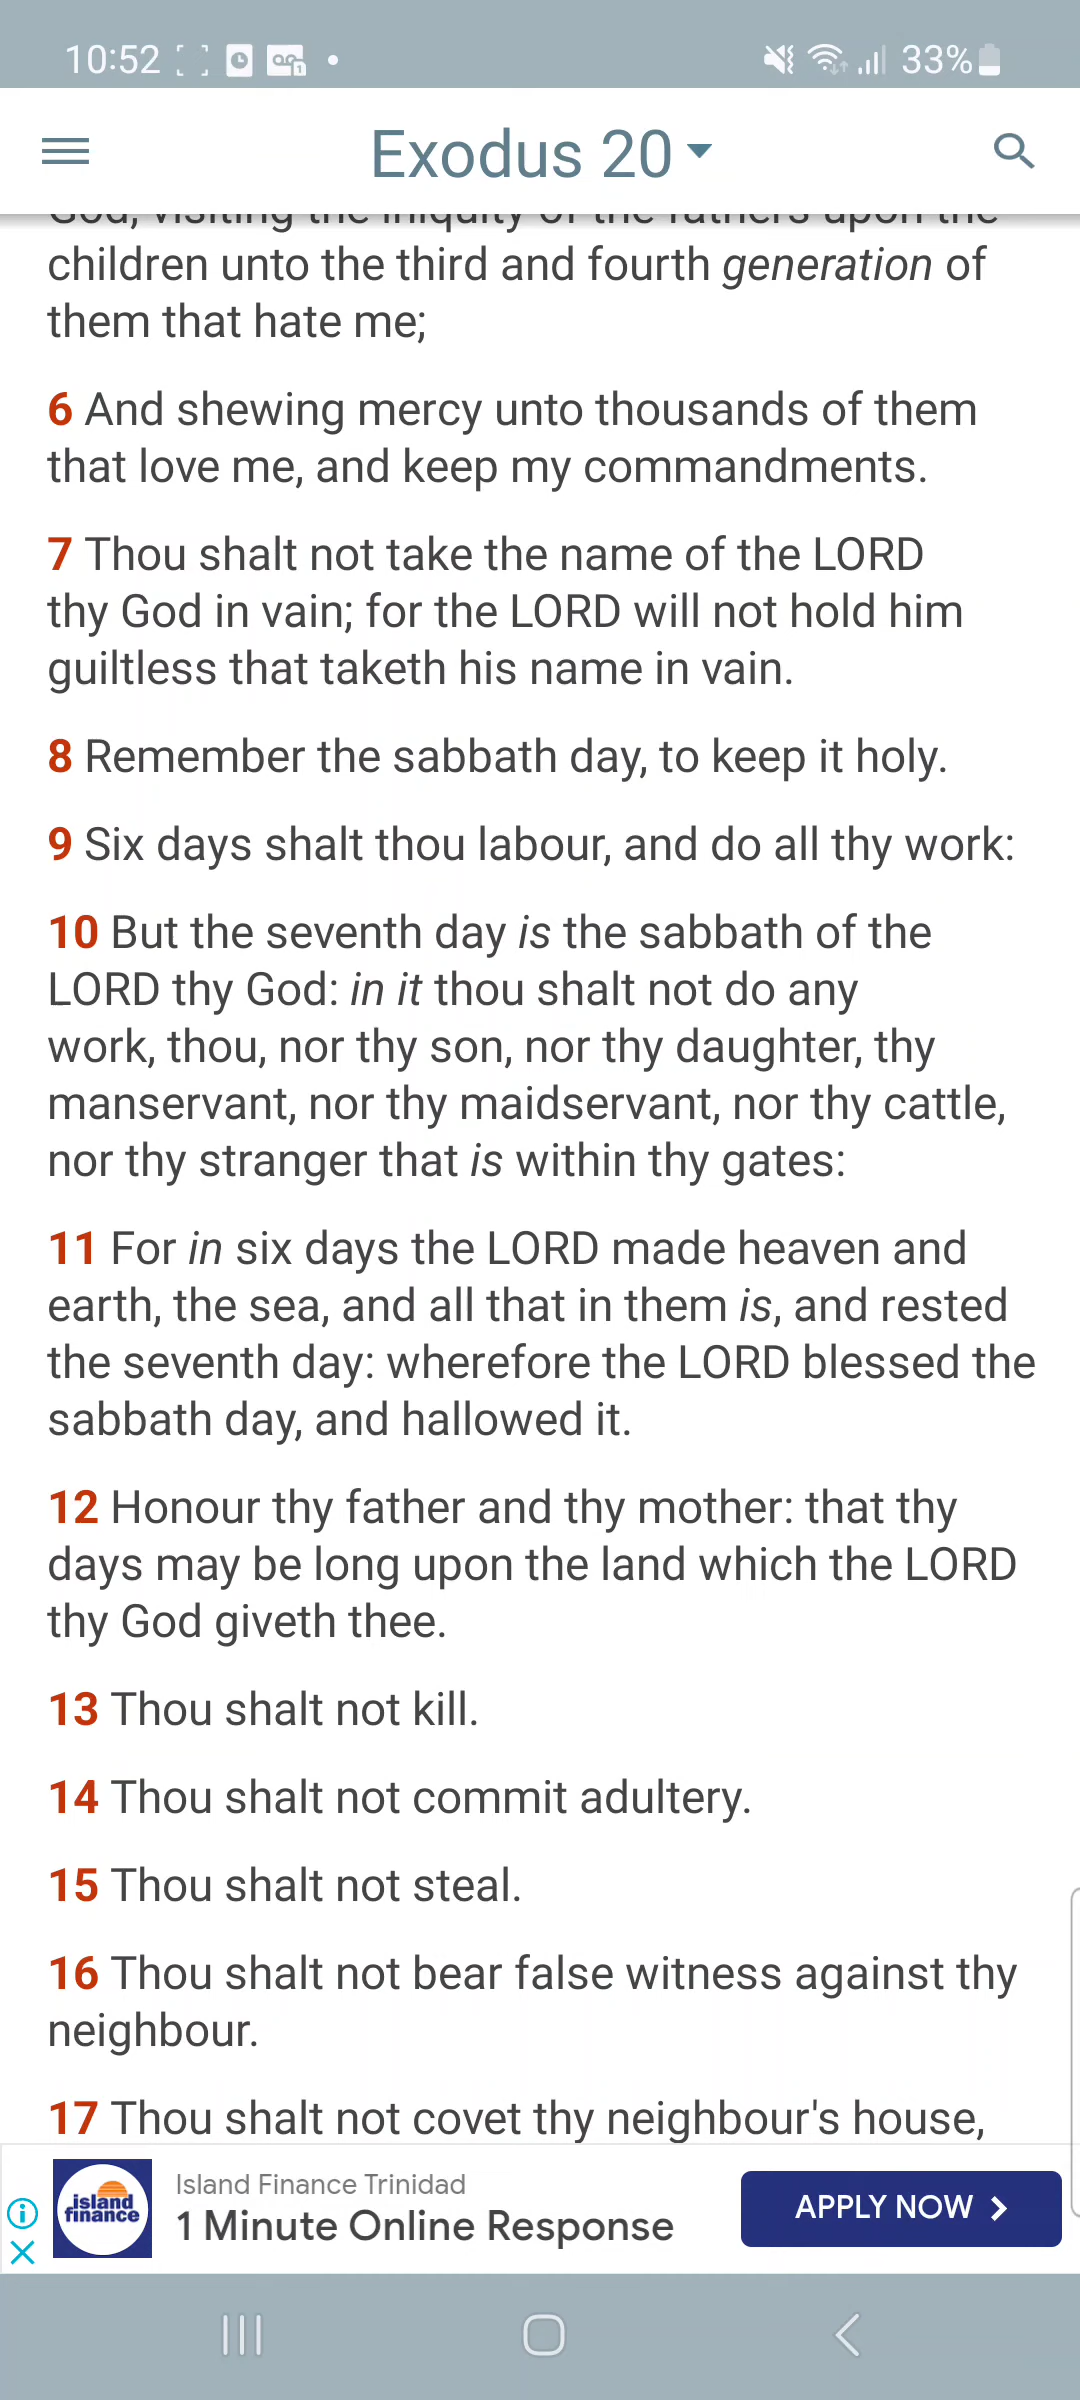 10:52
33%
Exodus 20
God, visiting the iniquity of the fathers upon the
children unto the third and fourth generation of
them that hate me;
6 And shewing mercy unto thousands of them
that love me, and keep my commandments.
7 Thou shalt not take the name of the LORD
thy God in vain; for the LORD will not hold him
guiltless that taketh his name in vain.
8 Remember the sabbath day, to keep it holy.
9 Six days shalt thou labour, and do all thy work:
10 But the seventh day is the sabbath of the
LORD thy God: in it thou shalt not do any
work, thou, nor thy son, nor thy daughter, thy
manservant, nor thy maidservant, nor thy cattle,
nor thy stranger that is within thy gates:
11 For in six days the LORD made heaven and
earth, the sea, and all that in them is, and rested
the seventh day: wherefore the LORD blessed the
sabbath day, and hallowed it.
12 Honour thy father and thy mother: that thy
days may be long upon the land which the LORD
thy God giveth thee.
13 Thou shalt not kill.
14 Thou shalt not commit adultery.
15 Thou shalt not steal.
16 Thou shalt not bear false witness against thy
neighbour.
17 Thou shalt not covet thy neighbour's house,
island
finance
Island Finance Trinidad
1 Minute Online Response
APPLY NOW